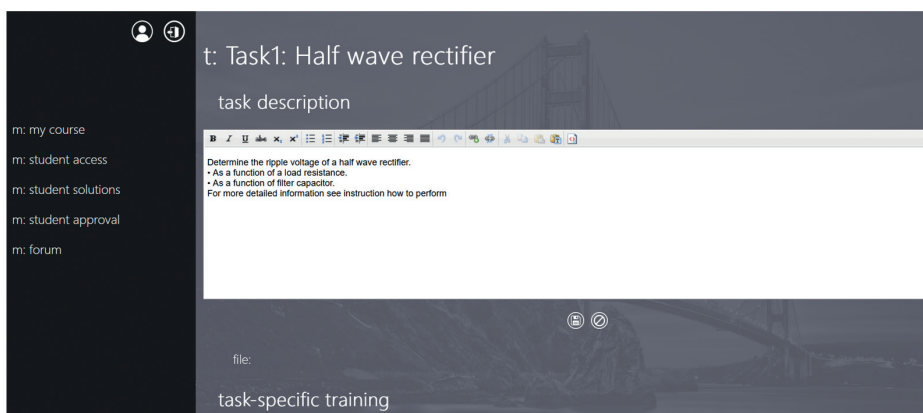 t: Task1: Half wave rectifier
task description
m: my course
m: student access
m: student solutions
m: student approval
m: forum
B I U abc x, x²
Determine the ripple voltage of a half wave rectifier.
• As a function of a load resistance.
• As a function of filter capacitor.
For more detailed information see instruction how to perform
file:
task-specific training